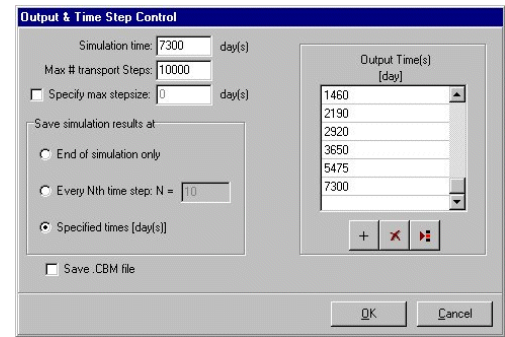 Output & Time Step Control
Simulation time: 7300 day(s)
Max # transport Steps: 10000
Specify max stepsize: 0 day(s)
Save simulation results at
End of simulation only
Every Nth time step: N = 10
Specified times [day(s)]
Save .CBM file
Output Time(s)
[day]
1460
2190
2920
3650
5475
7300
OK Cancel